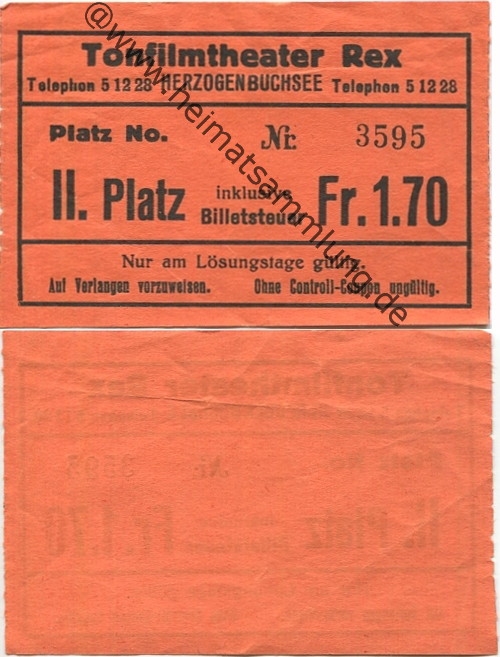 Tonfilmtheater Rex
Telephon 5 12 28 HERZOGENBUCHSEE Telephon 5 12 28
Platz No. Nr. 3595
II. Platz inklusive Billetsteuer Fr. 1.70
Nur am Lösungstage gültig.
Auf Verlangen vorzuweisen. Ohne Controll-Coupon ungültig.
@www.heimatsammlung.de